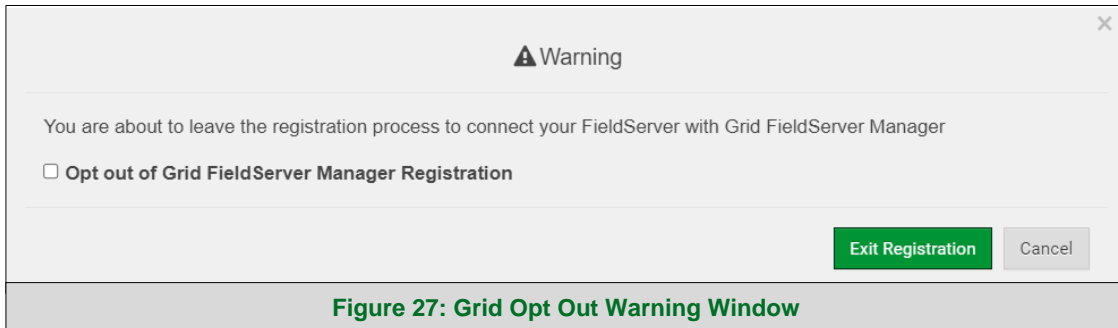 Warning
You are about to leave the registration process to connect your FieldServer with Grid FieldServer Manager
Opt out of Grid FieldServer Manager Registration
Exit Registration Cancel
Figure 27: Grid Opt Out Warning Window